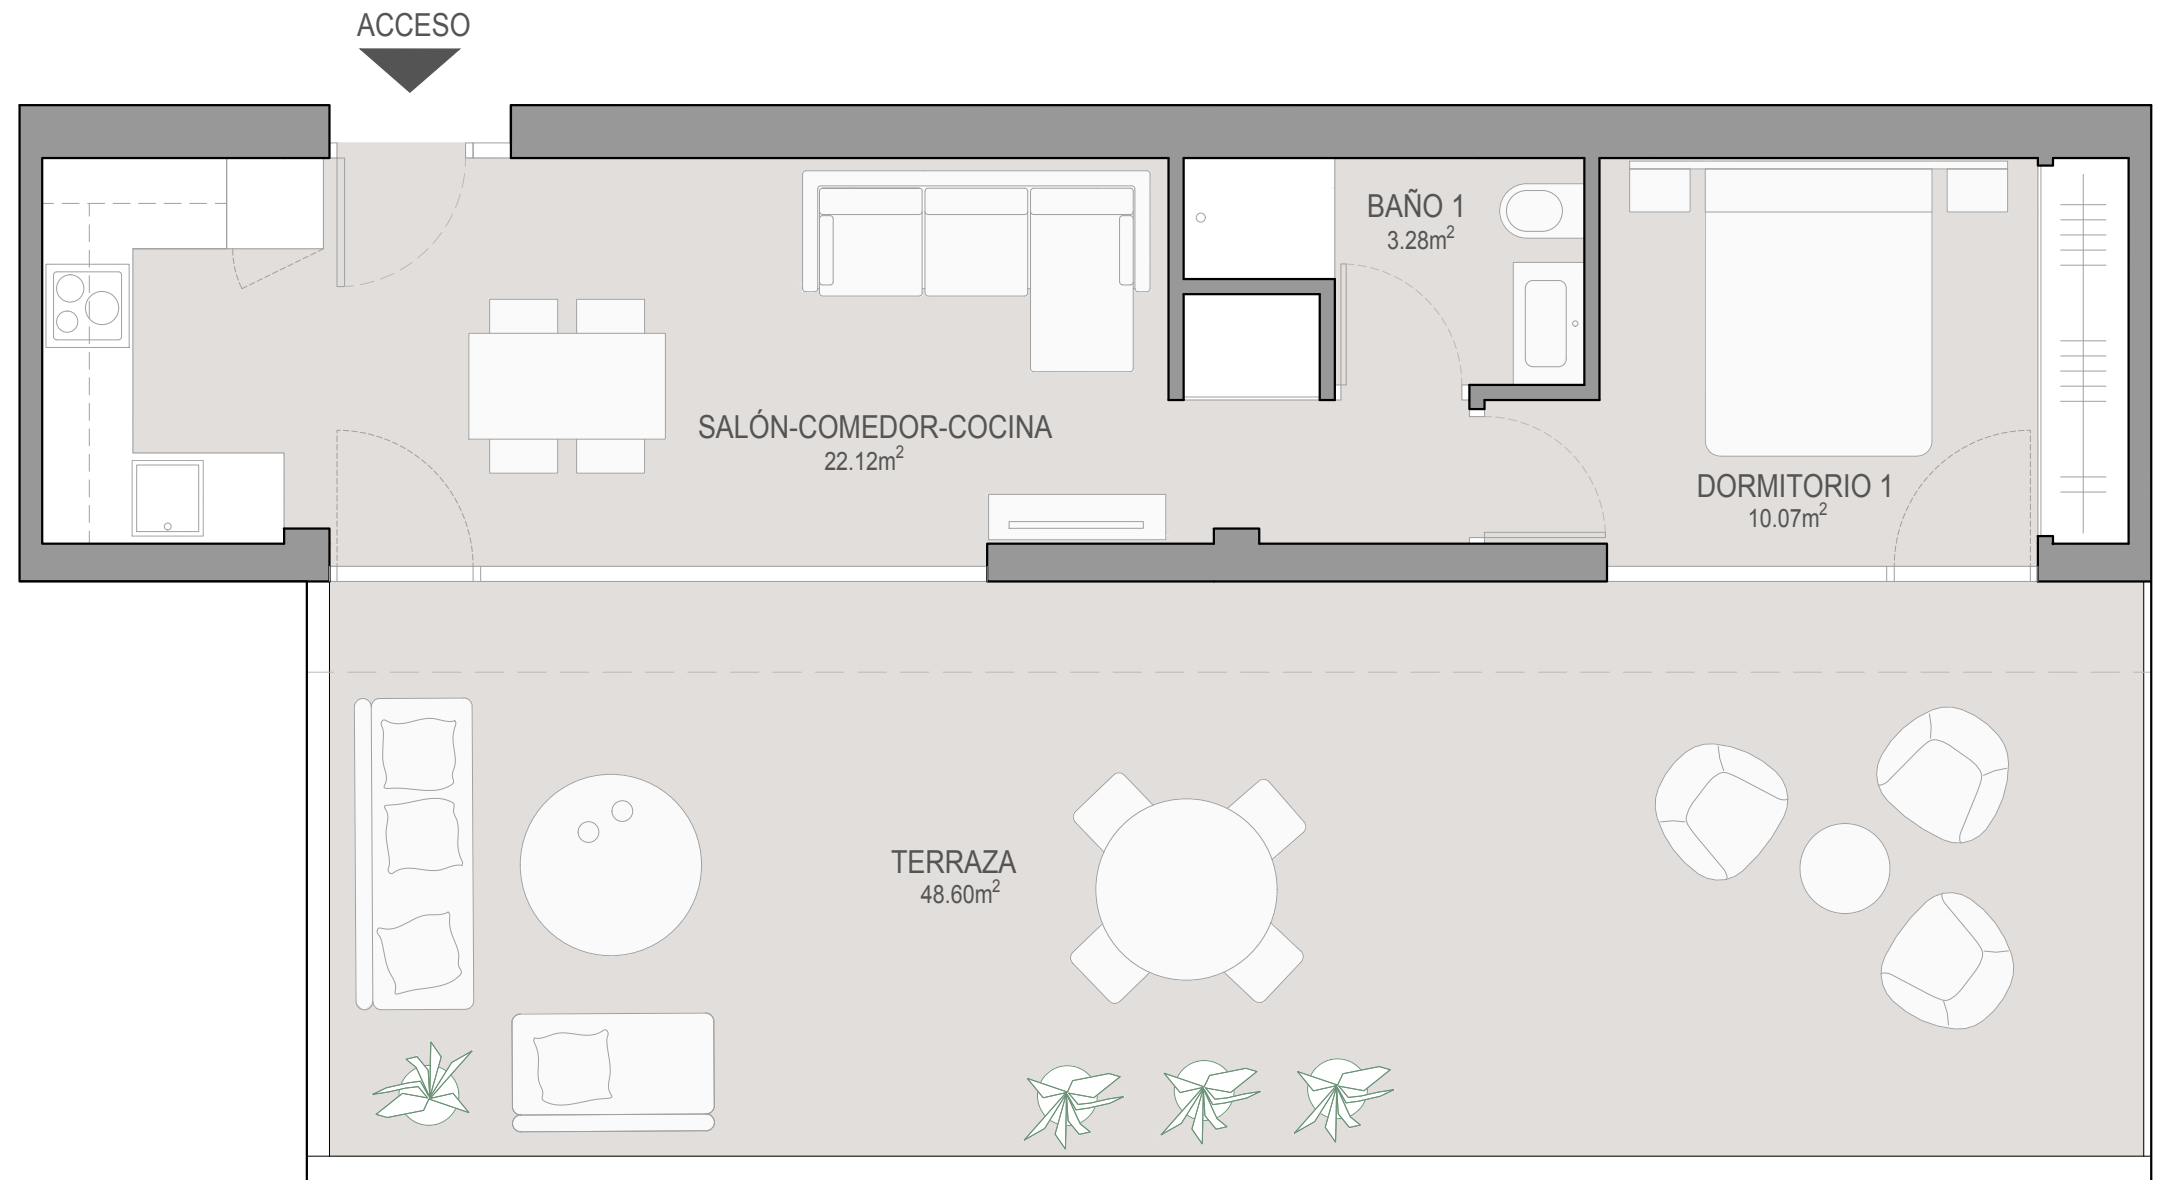 ACCESO
BAÑO 1
3.28m²
SALÓN-COMEDOR-COCINA
22.12m²
DORMITORIO 1
10.07m²
TERRAZA
48.60m²